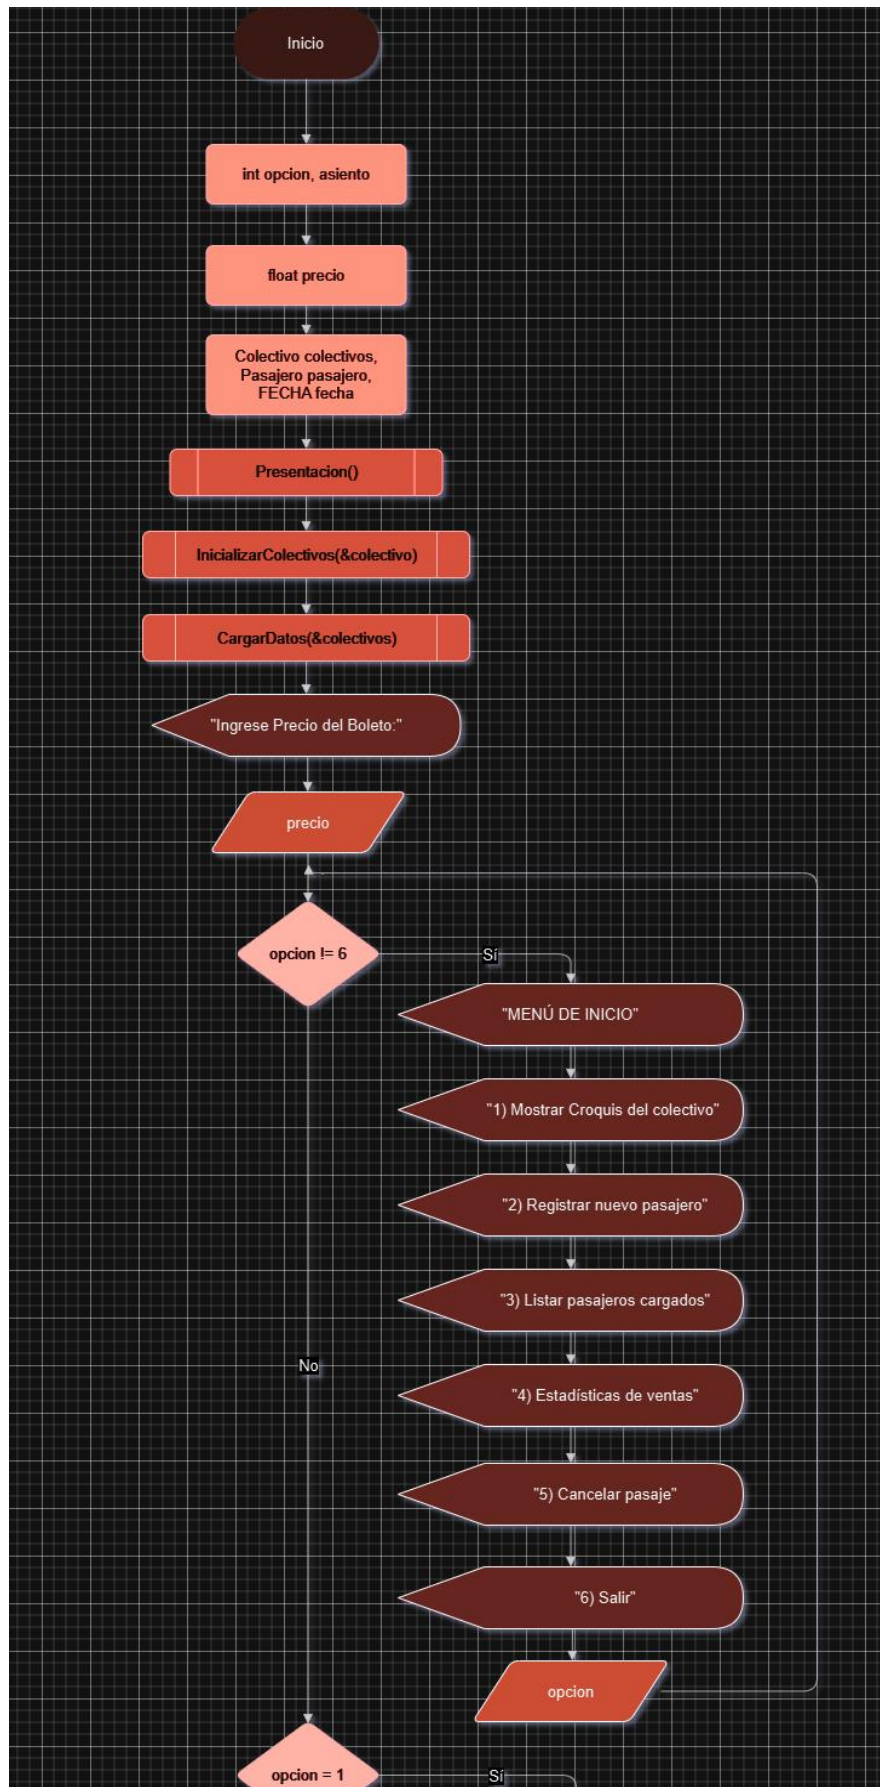 Inicio
int opcion, asiento
float precio
Colectivo colectivos,
Pasajero pasajero,
FECHA fecha
Presentacion()
InicializarColectivos(&colectivo)
CargarDatos(&colectivos)
"Ingrese Precio del Boleto:"
precio
opcion != 6
Sí
"MENÚ DE INICIO"
"1) Mostrar Croquis del colectivo"
"2) Registrar nuevo pasajero"
"3) Listar pasajeros cargados"
No
"4) Estadísticas de ventas"
"5) Cancelar pasaje"
"6) Salir"
opcion
opcion = 1
Sí